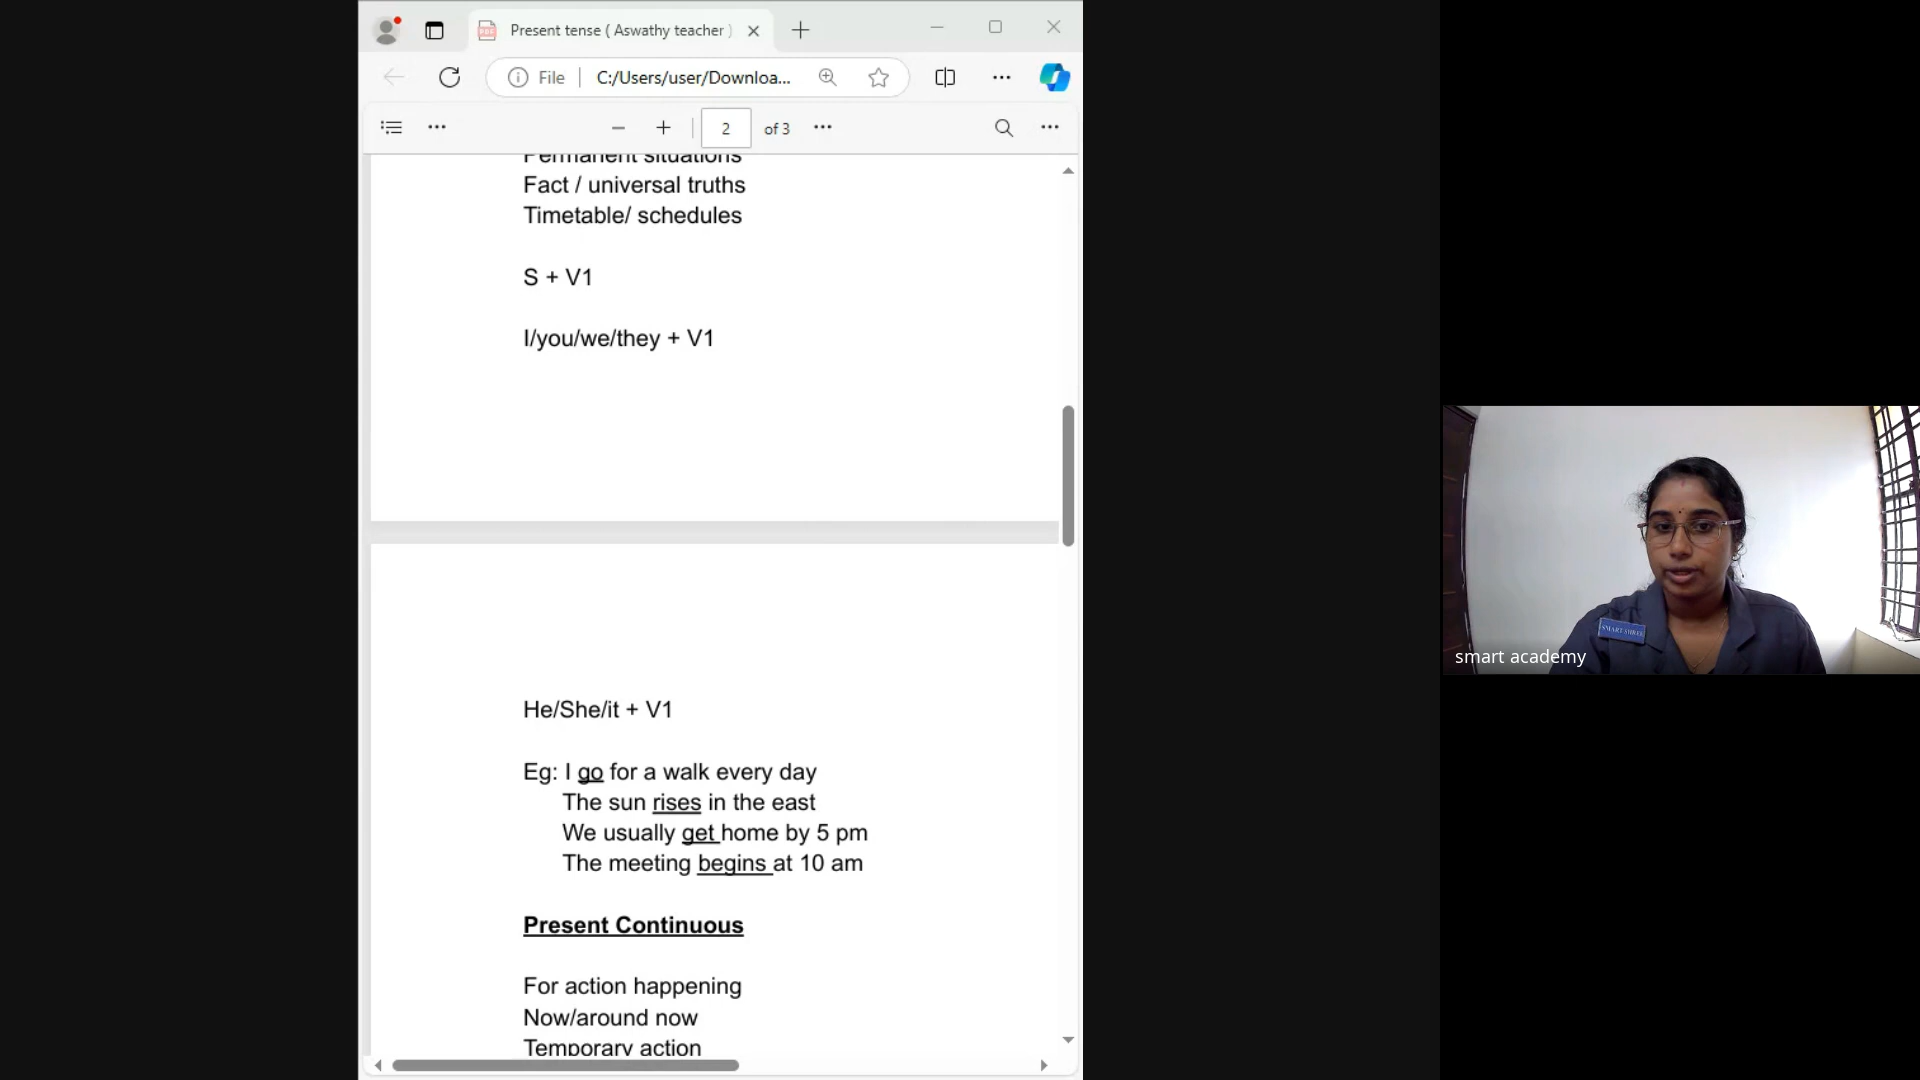 Present tense ( Aswathy teacher )
File
C:/Users/user/Downloa...
2 of 3
Permanent situations
Fact / universal truths
Timetable/ schedules
S + V1
I/you/we/they + V1
He/She/it + V1
Eg: I go for a walk every day
The sun rises in the east
We usually get home by 5 pm
The meeting begins at 10 am
Present Continuous
For action happening
Now/around now
Temporary action
smart academy